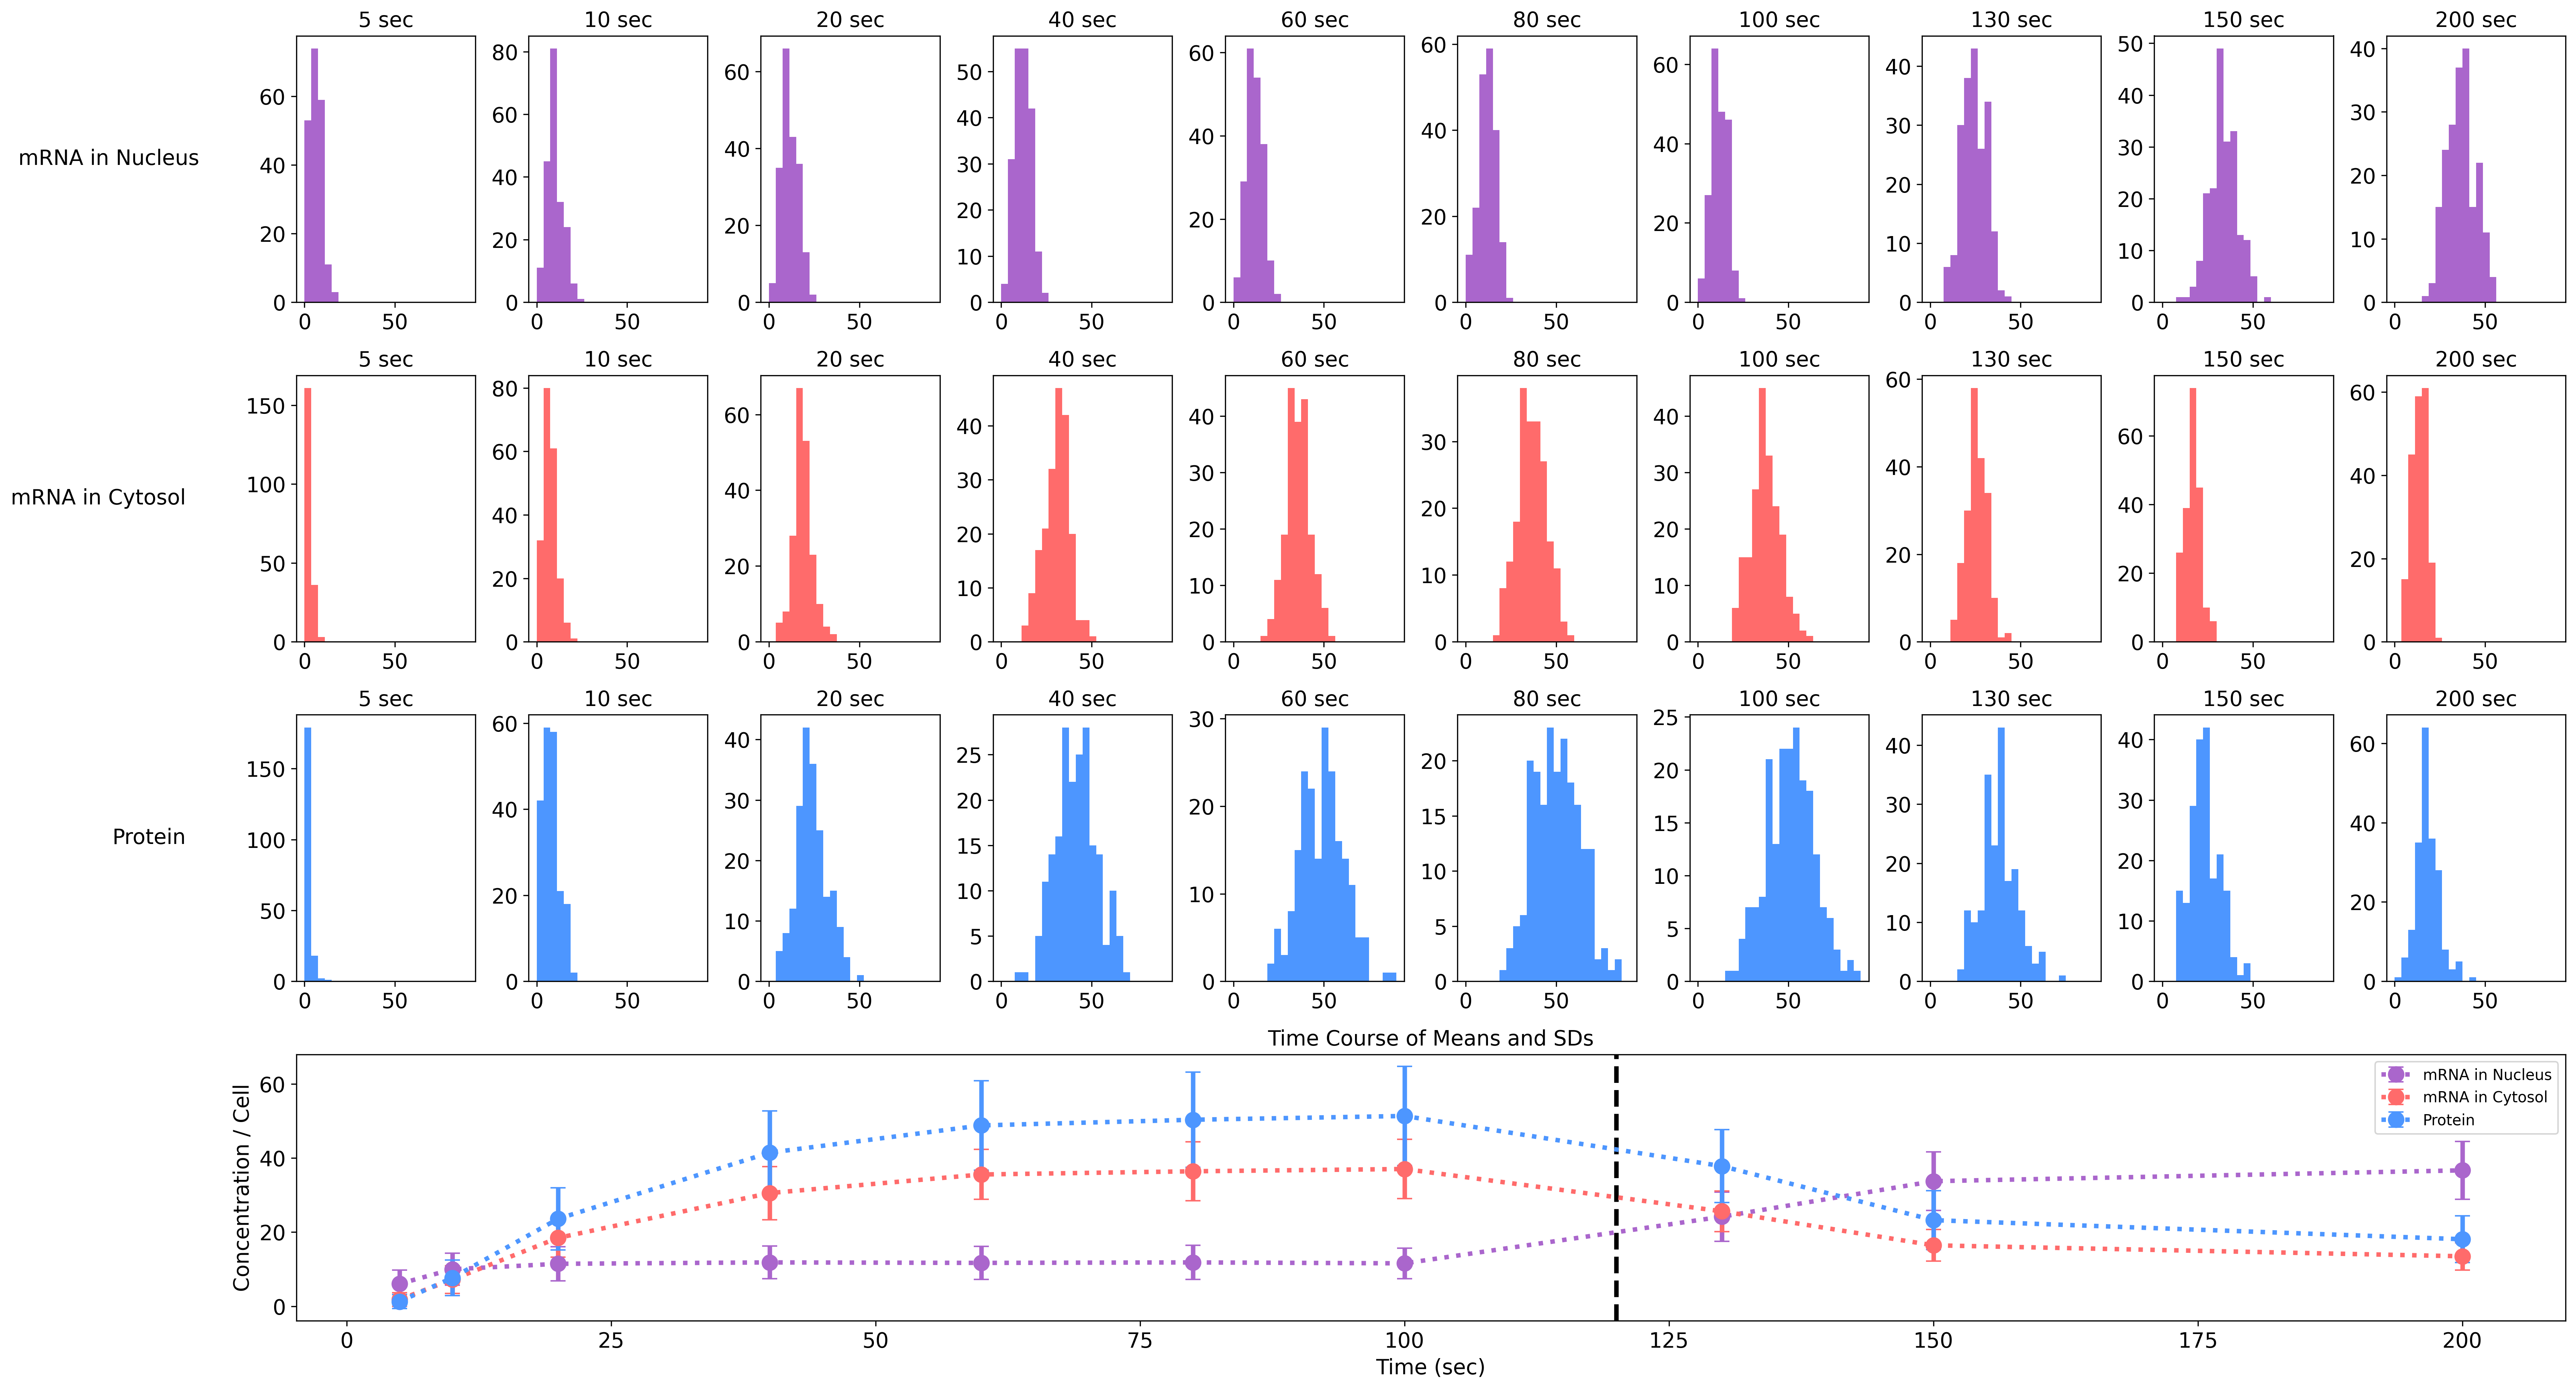 5 sec 10 sec 20 sec 40 sec 60 sec 80 sec 100 sec 130 sec 150 sec 200 sec
mRNA in Nucleus
0 20 40 60
0 20 40 60 80
0 20 40 60
0 10 20 30 40 50
0 20 40 60
0 20 40 60
0 20 40 60
0 10 20 30 40
0 10 20 30 40 50
0 10 20 30 40
0 50 0 50 0 50 0 50 0 50 0 50 0 50 0 50 0 50 0 50
5 sec 10 sec 20 sec 40 sec 60 sec 80 sec 100 sec 130 sec 150 sec 200 sec
mRNA in Cytosol
0 50 100 150
0 20 40 60 80
0 20 40 60
0 10 20 30 40
0 10 20 30 40
0 10 20 30
0 10 20 30 40
0 20 40 60
0 20 40 60
0 20 40 60
0 50 0 50 0 50 0 50 0 50 0 50 0 50 0 50 0 50 0 50
5 sec 10 sec 20 sec 40 sec 60 sec 80 sec 100 sec 130 sec 150 sec 200 sec
Protein
0 50 100 150
0 20 40 60
0 10 20 30 40
0 5 10 15 20 25
0 10 20 30
0 5 10 15 20
0 5 10 15 20 25
0 10 20 30 40
0 10 20 30 40
0 20 40 60
0 50 0 50 0 50 0 50 0 50 0 50 0 50 0 50 0 50 0 50
Time Course of Means and SDs
Concentration / Cell
0 20 40 60
mRNA in Nucleus
mRNA in Cytosol
Protein
0 25 50 75 100 125 150 175 200
Time (sec)